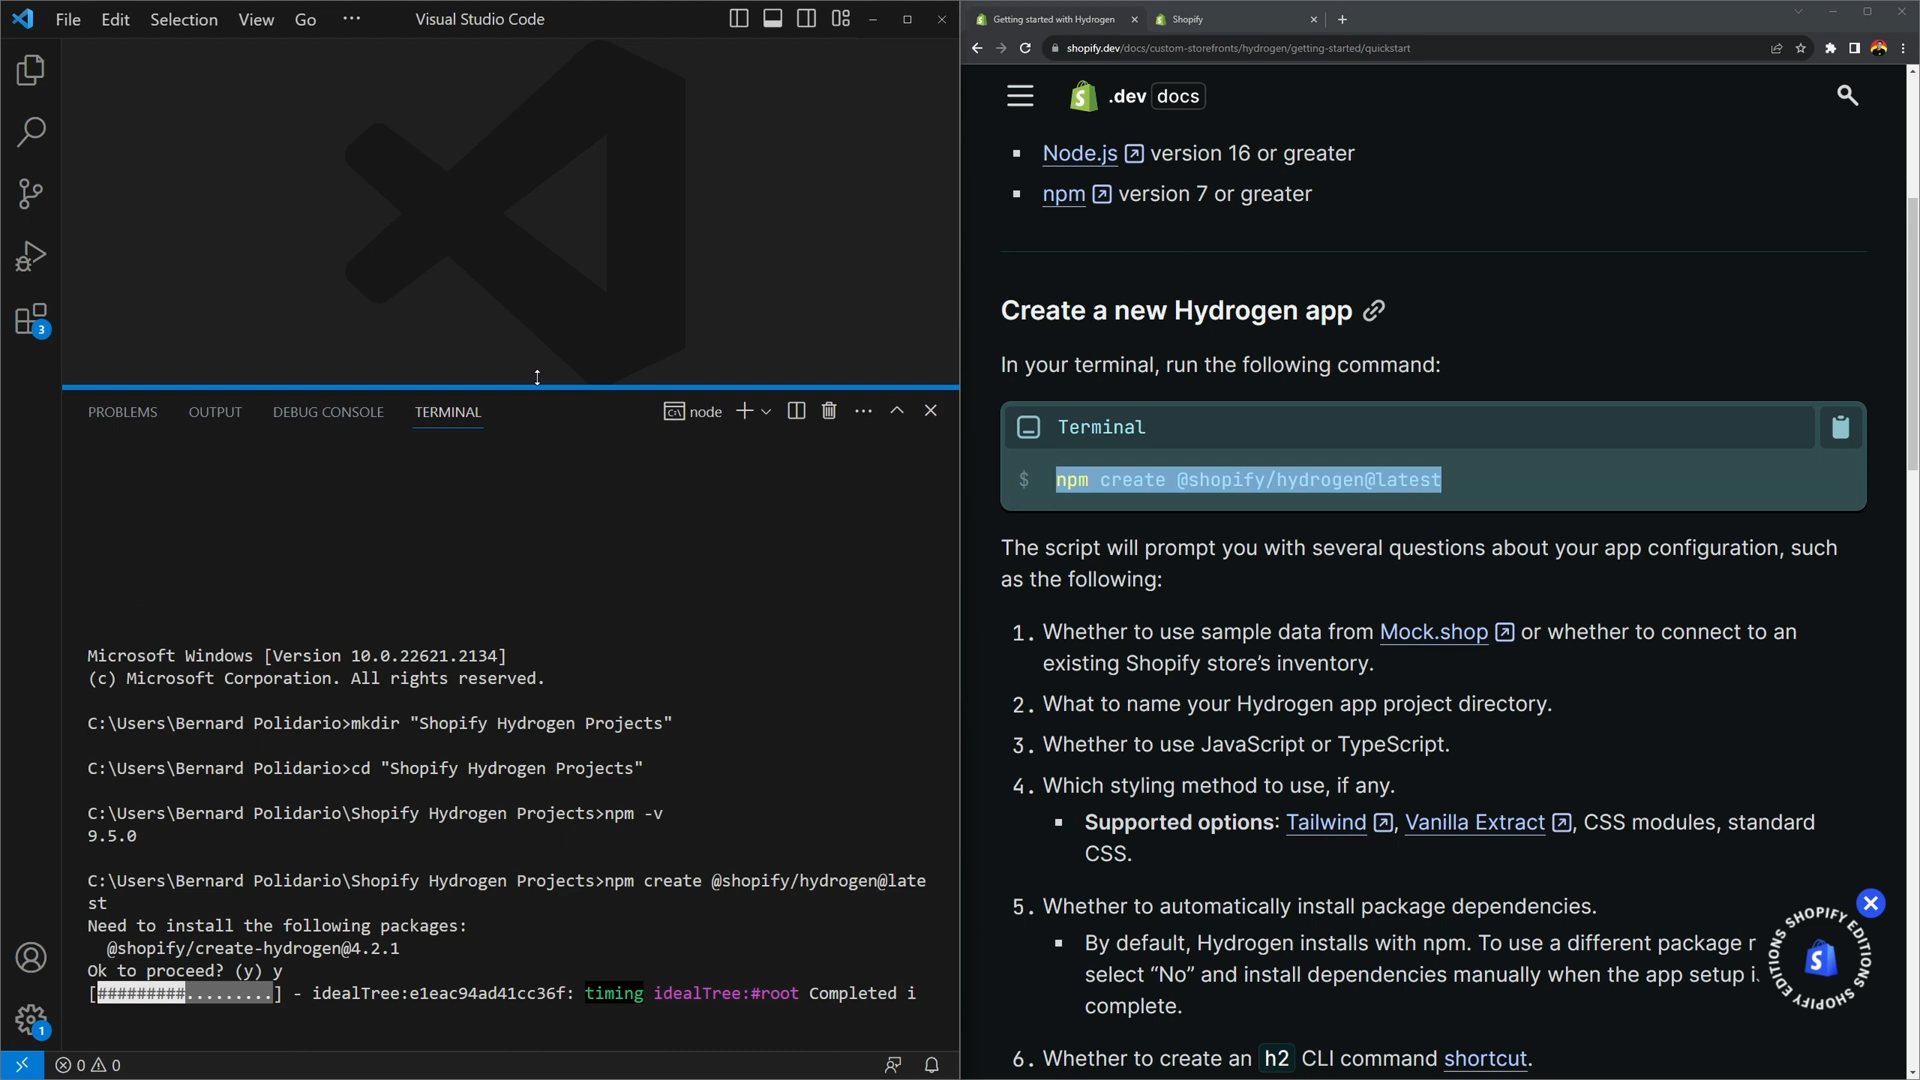 File Edit Selection View Go ··· Visual Studio Code
3
PROBLEMS OUTPUT DEBUG CONSOLE TERMINAL node
Microsoft Windows [Version 10.0.22621.2134]
(c) Microsoft Corporation. All rights reserved.
C:\Users\Bernard Polidario>mkdir "Shopify Hydrogen Projects"
C:\Users\Bernard Polidario>cd "Shopify Hydrogen Projects"
C:\Users\Bernard Polidario\Shopify Hydrogen Projects>npm -v
9.5.0
C:\Users\Bernard Polidario\Shopify Hydrogen Projects>npm create @shopify/hydrogen@late
st
Need to install the following packages:
@shopify/create-hydrogen@4.2.1
Ok to proceed? (y) y
[#########.........] - idealTree:e1eac94ad41cc36f: timing idealTree:#root Completed i
1
0 0
Getting started with Hydrogen Shopify
shopify.dev/docs/custom-storefronts/hydrogen/getting-started/quickstart
.dev docs
▪ Node.js version 16 or greater
▪ npm version 7 or greater
Create a new Hydrogen app
In your terminal, run the following command:
Terminal
$ npm create @shopify/hydrogen@latest
The script will prompt you with several questions about your app configuration, such
as the following:
1. Whether to use sample data from Mock.shop or whether to connect to an
existing Shopify store’s inventory.
2. What to name your Hydrogen app project directory.
3. Whether to use JavaScript or TypeScript.
4. Which styling method to use, if any.
▪ Supported options: Tailwind, Vanilla Extract, CSS modules, standard
CSS.
5. Whether to automatically install package dependencies.
▪ By default, Hydrogen installs with npm. To use a different package
select “No” and install dependencies manually when the app setup
complete.
6. Whether to create an h2 CLI command shortcut.
SHOPIFY EDITIONS SHOPIFY EDITIONS